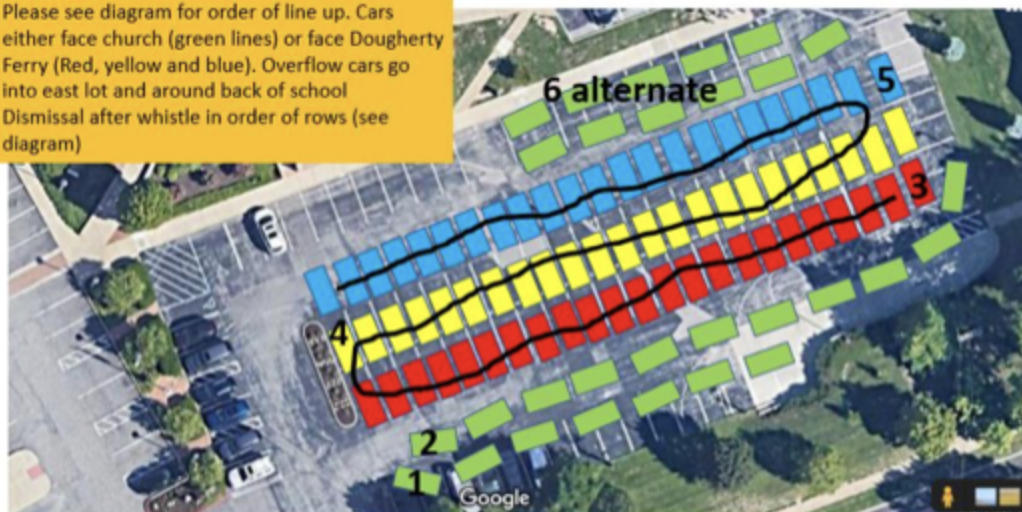 Please see diagram for order of line up. Cars
either face church (green lines) or face Dougherty
Ferry (Red, yellow and blue). Overflow cars go
into east lot and around back of school
Dismissal after whistle in order of rows (see
diagram)
6 alternate
5
3
4
2
1
Google